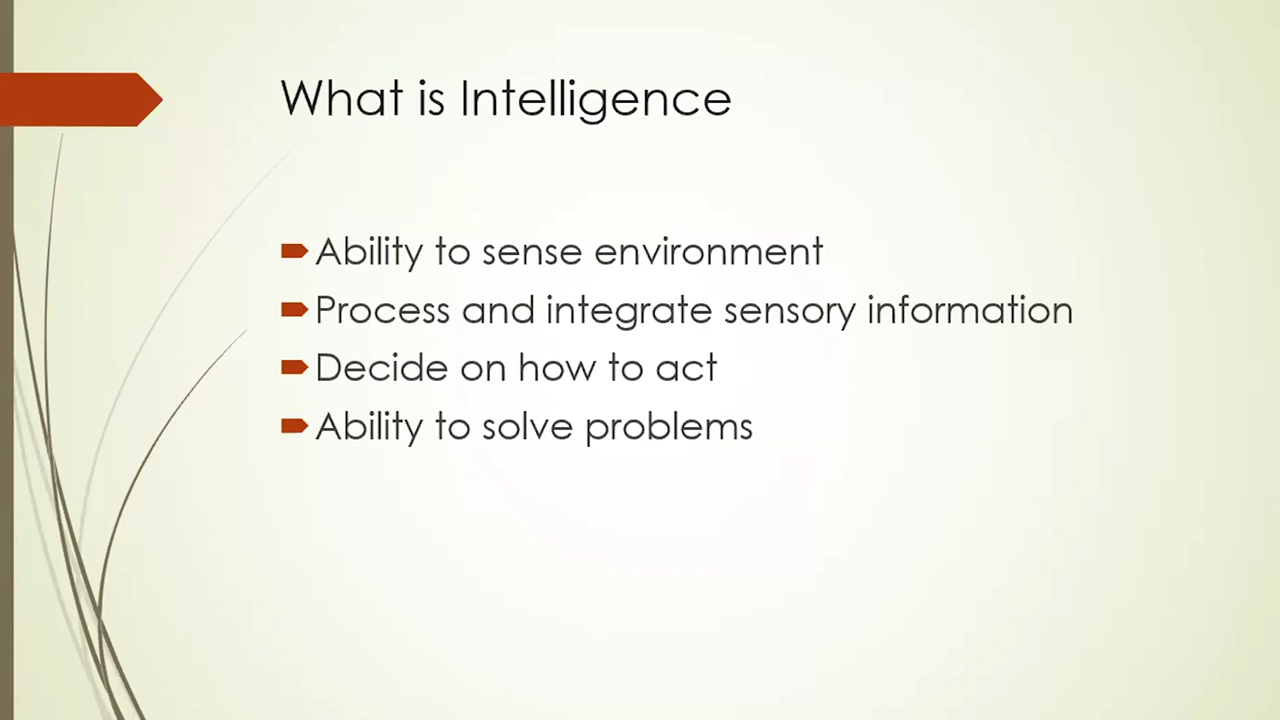 What is Intelligence
Ability to sense environment
Process and integrate sensory information
Decide on how to act
Ability to solve problems